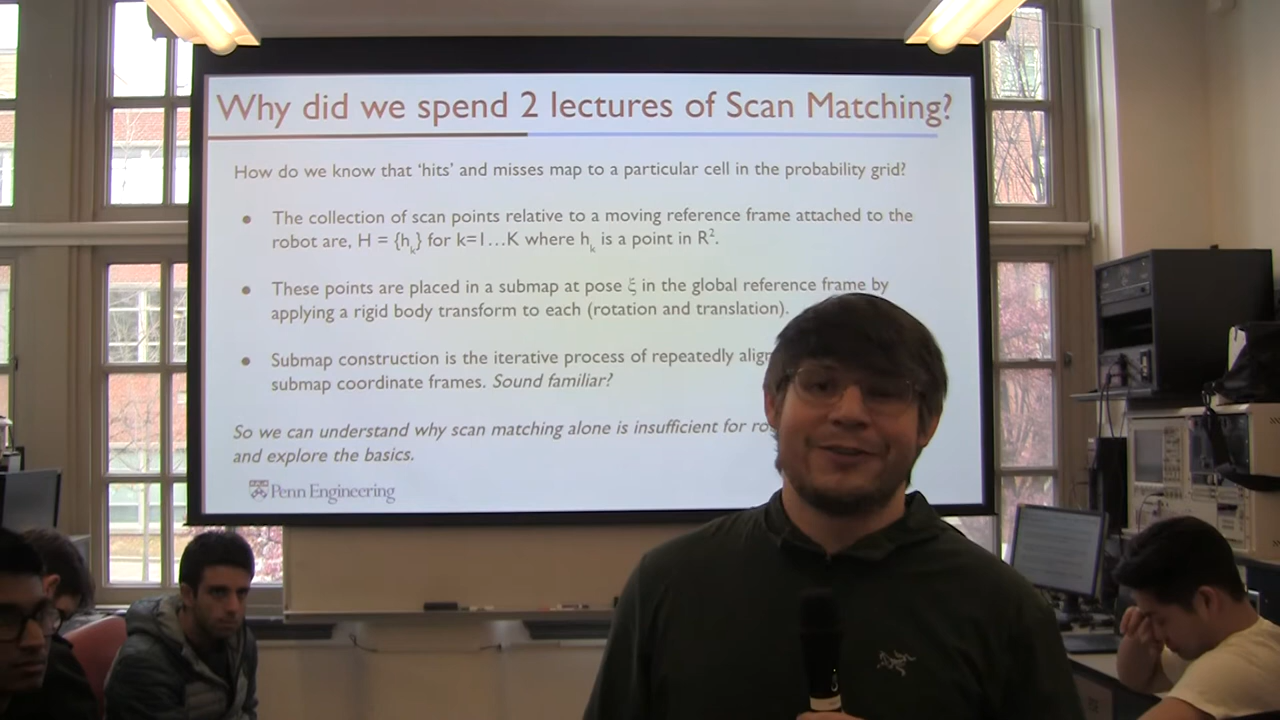 Why did we spend 2 lectures of Scan Matching?
How do we know that ‘hits’ and misses map to a particular cell in the probability grid?
● The collection of scan points relative to a moving reference frame attached to the
robot are, H = {hₖ} for k=1…K where hₖ is a point in R².
● These points are placed in a submap at pose ξ in the global reference frame by
applying a rigid body transform to each (rotation and translation).
● Submap construction is the iterative process of repeatedly
submap coordinate frames. Sound familiar?
So we can understand why scan matching alone is insufficient for
and explore the basics.
Penn Engineering